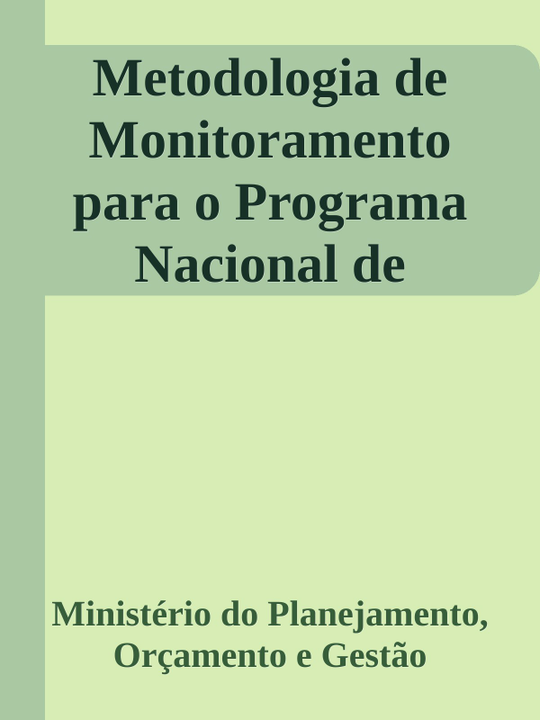 Metodologia de
Monitoramento
para o Programa
Nacional de
Ministério do Planejamento,
Orçamento e Gestão